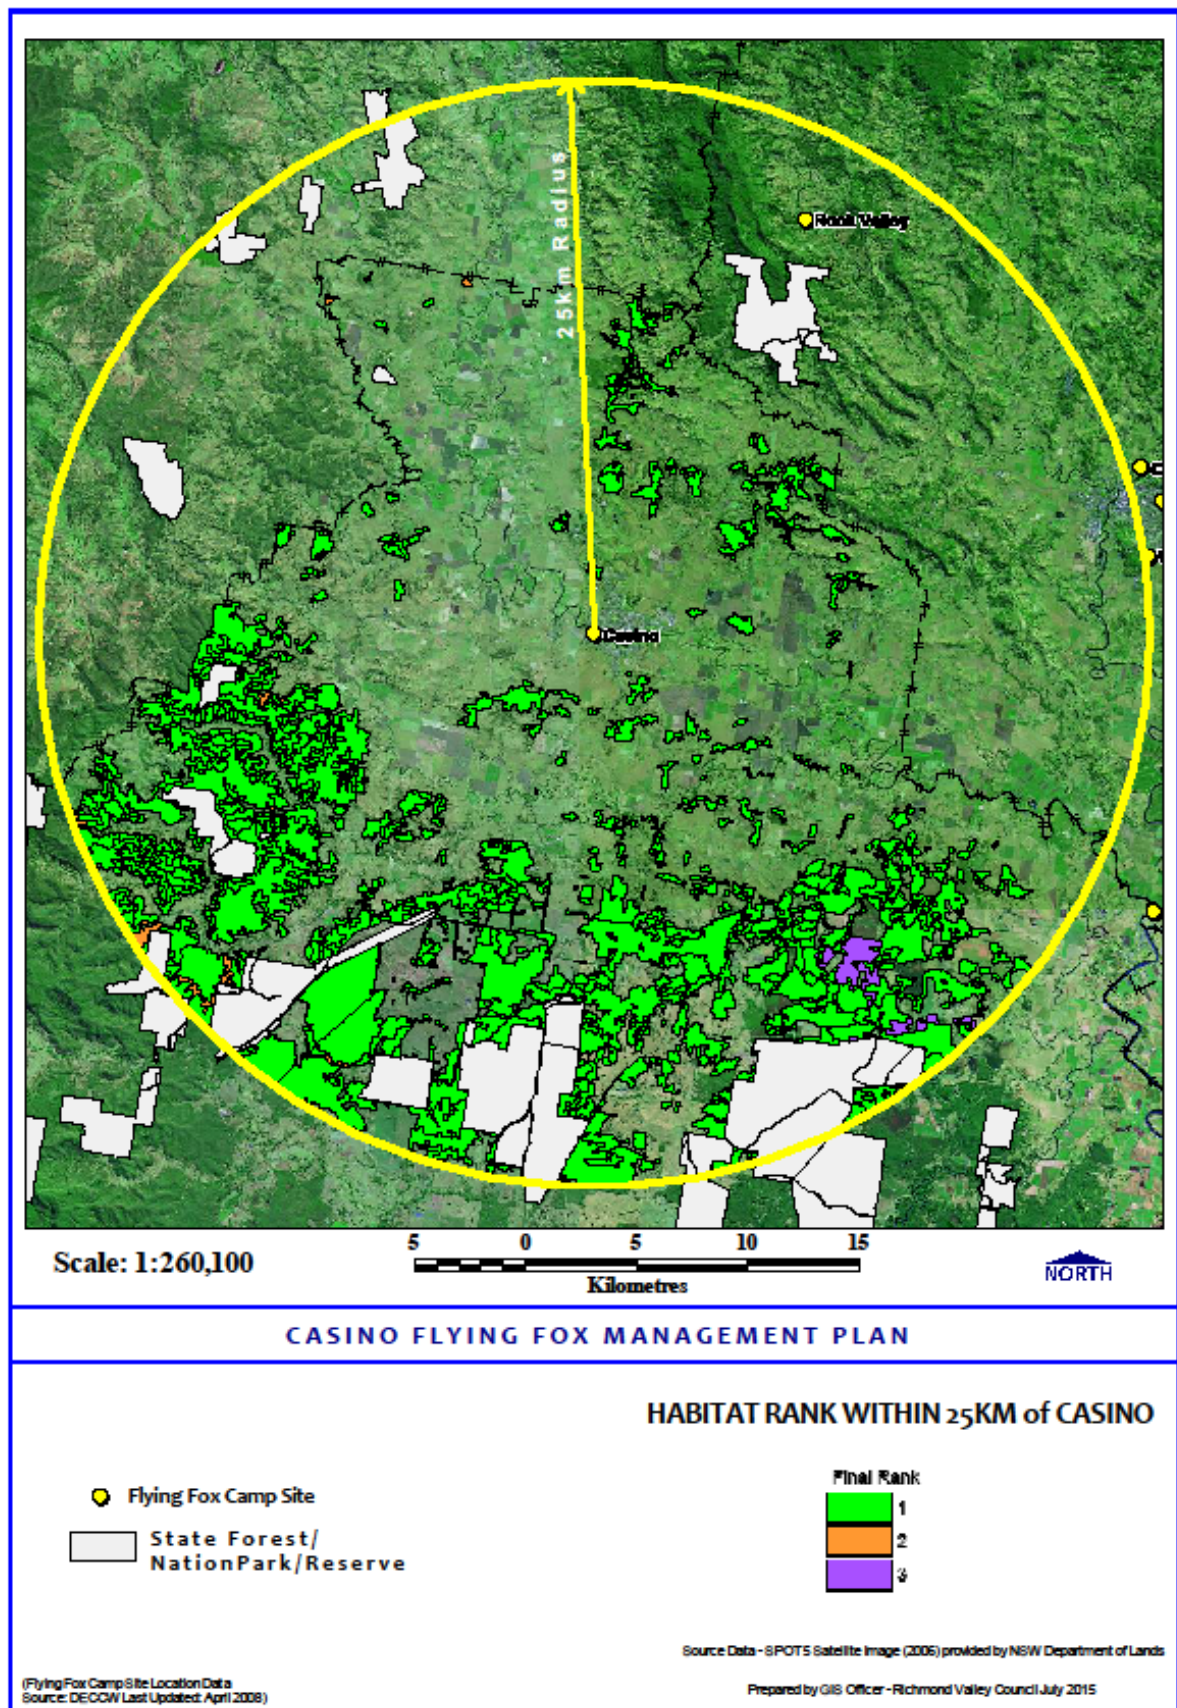 25km Radius
Rock Valley
Casino
Scale: 1:260,100
5 0 5 10 15
Kilometres
NORTH
CASINO FLYING FOX MANAGEMENT PLAN
HABITAT RANK WITHIN 25KM of CASINO
Final Rank
Flying Fox Camp Site
1
State Forest/
NationPark/Reserve
2
3
Source Data - SPOT5 Satellite Image (2006) provided by NSW Department of Lands
(Flying Fox Camp Site Location Data
Source: DECCW Last Updated: April 2008)
Prepared by GIS Officer - Richmond Valley Council July 2015